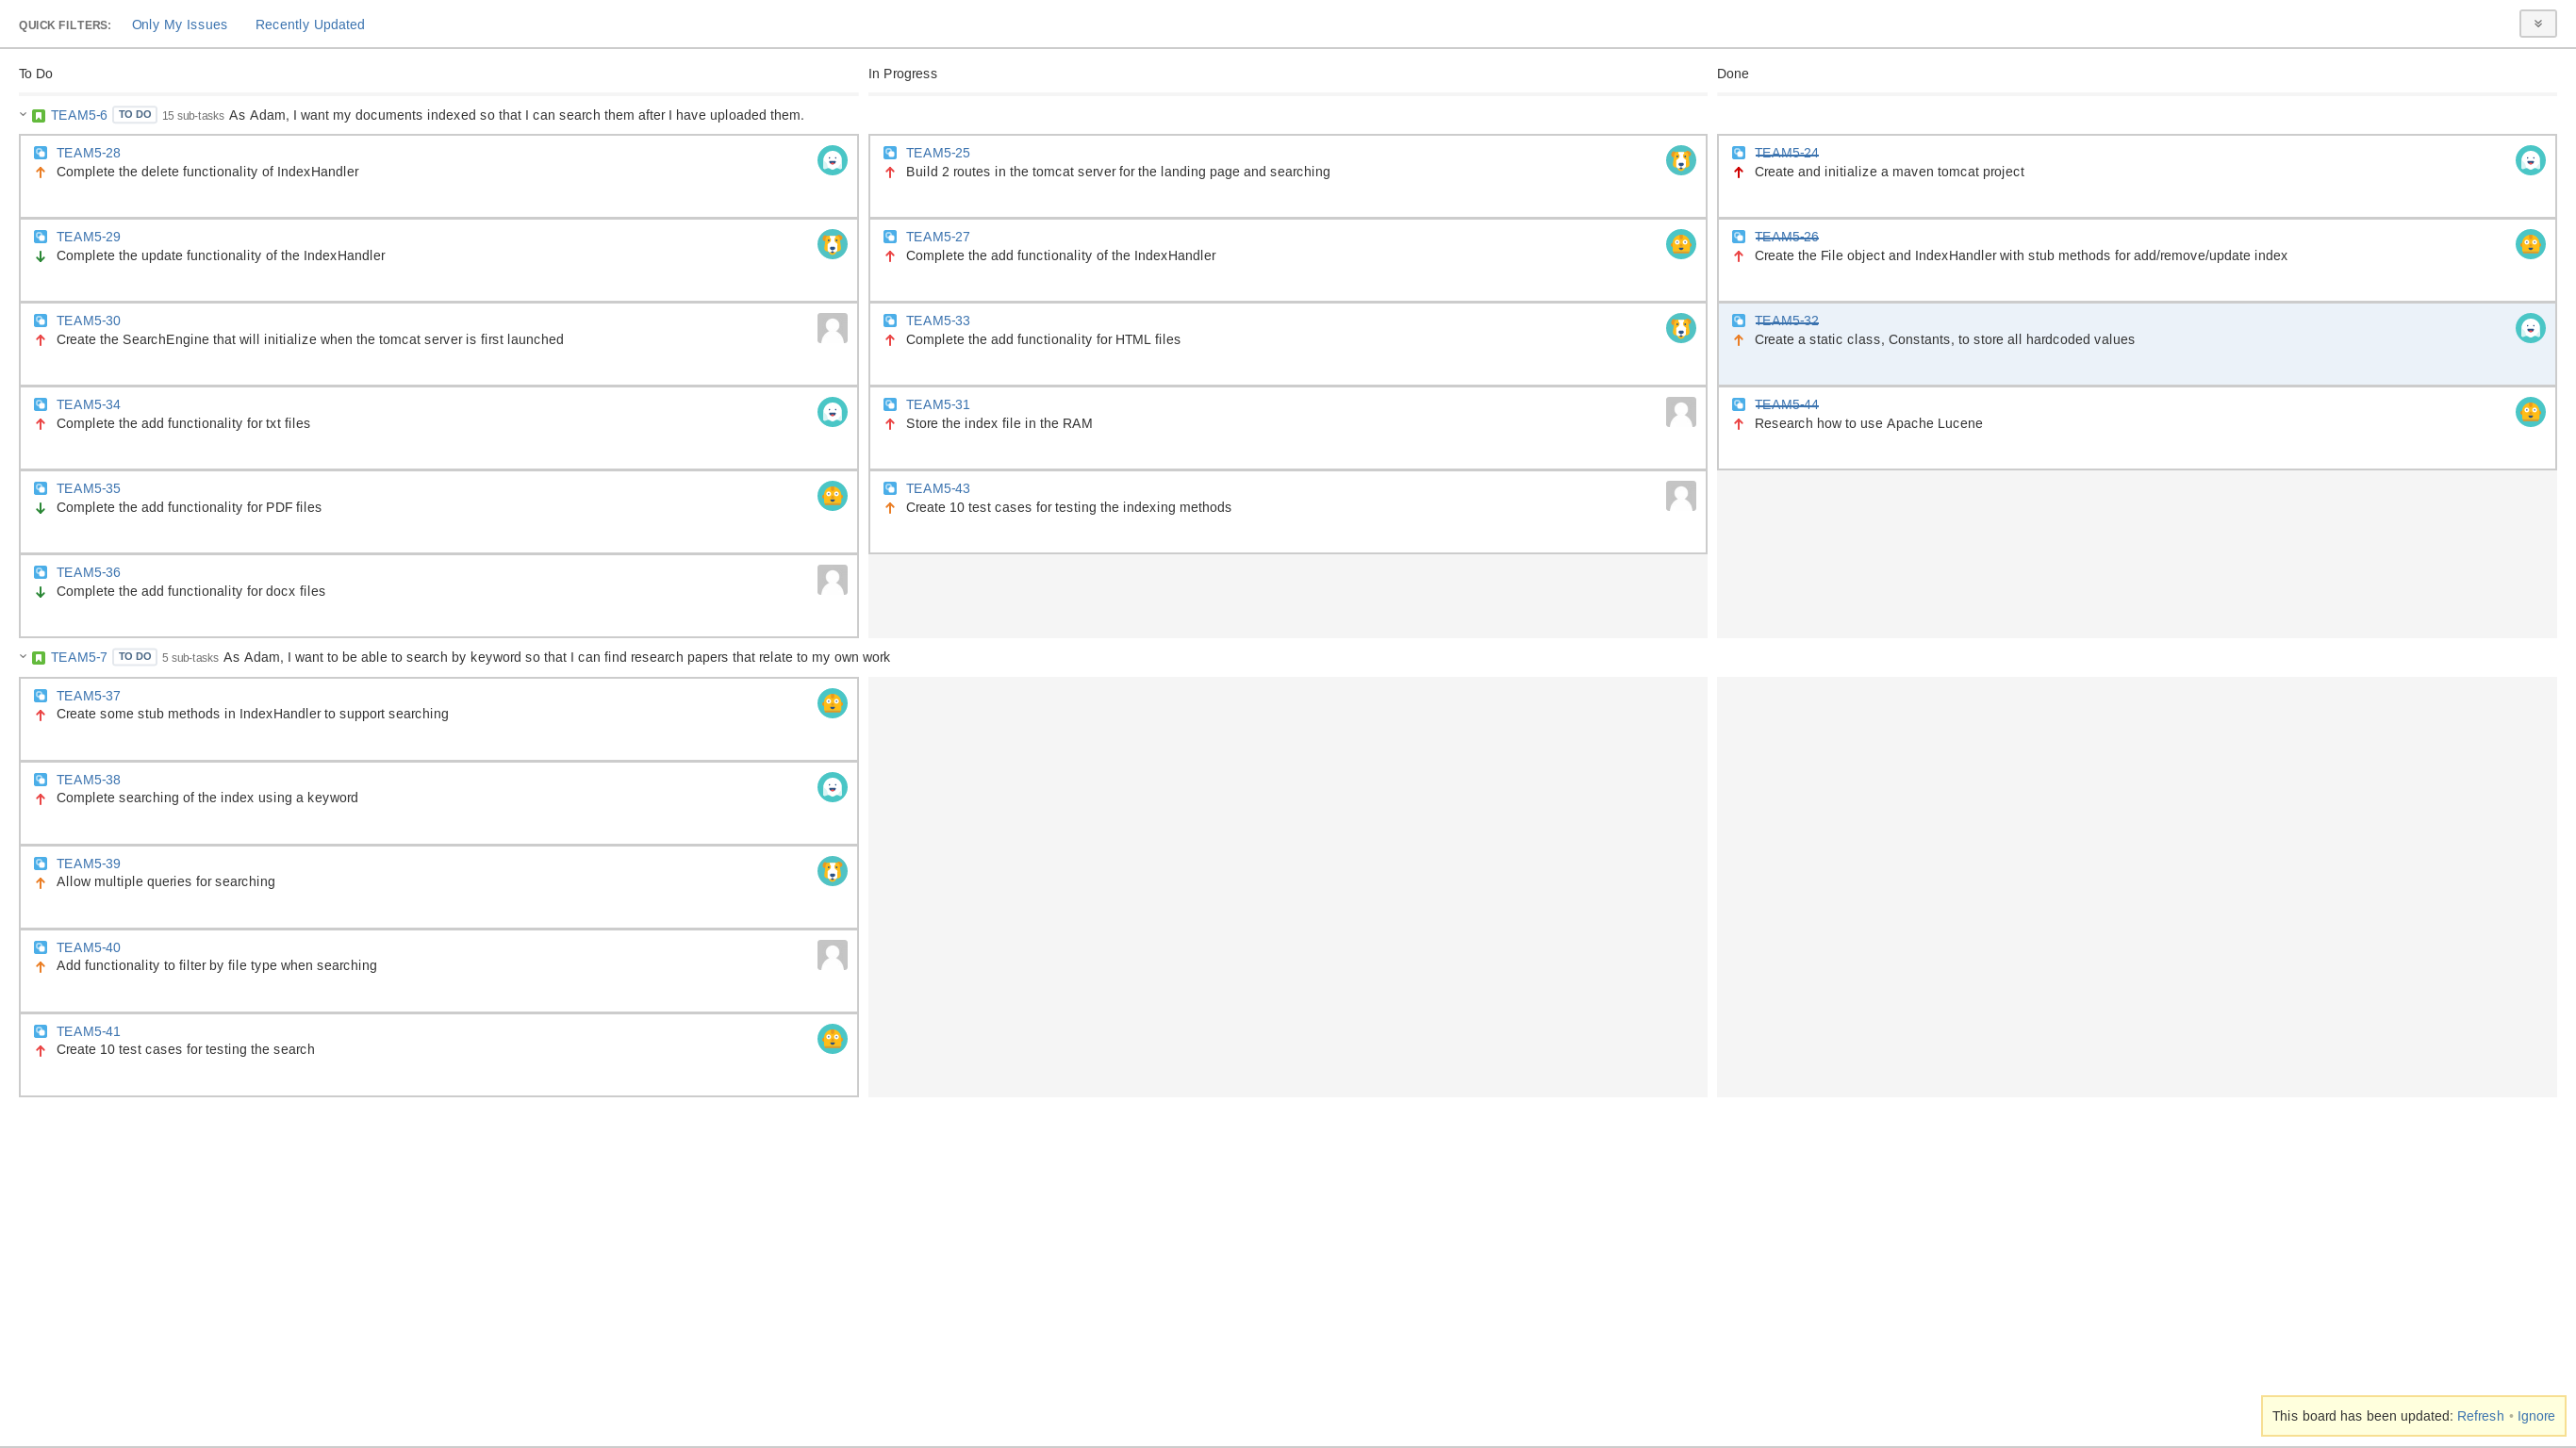 QUICK FILTERS: Only My Issues Recently Updated
To Do In Progress Done
TEAM5-6 TO DO 15 sub-tasks As Adam, I want my documents indexed so that I can search them after I have uploaded them.
TEAM5-28
Complete the delete functionality of IndexHandler
TEAM5-29
Complete the update functionality of the IndexHandler
TEAM5-30
Create the SearchEngine that will initialize when the tomcat server is first launched
TEAM5-34
Complete the add functionality for txt files
TEAM5-35
Complete the add functionality for PDF files
TEAM5-36
Complete the add functionality for docx files
TEAM5-25
Build 2 routes in the tomcat server for the landing page and searching
TEAM5-27
Complete the add functionality of the IndexHandler
TEAM5-33
Complete the add functionality for HTML files
TEAM5-31
Store the index file in the RAM
TEAM5-43
Create 10 test cases for testing the indexing methods
TEAM5-24
Create and initialize a maven tomcat project
TEAM5-26
Create the File object and IndexHandler with stub methods for add/remove/update index
TEAM5-32
Create a static class, Constants, to store all hardcoded values
TEAM5-44
Research how to use Apache Lucene
TEAM5-7 TO DO 5 sub-tasks As Adam, I want to be able to search by keyword so that I can find research papers that relate to my own work
TEAM5-37
Create some stub methods in IndexHandler to support searching
TEAM5-38
Complete searching of the index using a keyword
TEAM5-39
Allow multiple queries for searching
TEAM5-40
Add functionality to filter by file type when searching
TEAM5-41
Create 10 test cases for testing the search
This board has been updated: Refresh • Ignore